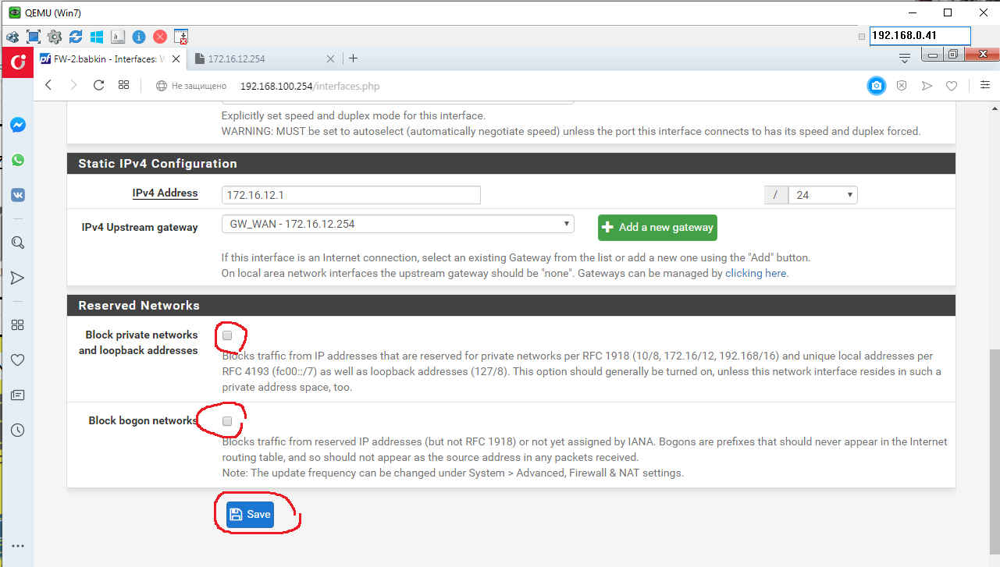 QEMU (Win7)
192.168.0.41
FW-2.babkin - Interfaces: W
172.16.12.254
Не защищено
192.168.100.254/interfaces.php
Explicitly set speed and duplex mode for this interface.
WARNING: MUST be set to autoselect (automatically negotiate speed) unless the port this interface connects to has its speed and duplex forced.
Static IPv4 Configuration
IPv4 Address
172.16.12.1
/ 24
IPv4 Upstream gateway
GW_WAN - 172.16.12.254
Add a new gateway
If this interface is an Internet connection, select an existing Gateway from the list or add a new one using the "Add" button.
On local area network interfaces the upstream gateway should be "none". Gateways can be managed by clicking here.
Reserved Networks
Block private networks
and loopback addresses
Blocks traffic from IP addresses that are reserved for private networks per RFC 1918 (10/8, 172.16/12, 192.168/16) and unique local addresses per
RFC 4193 (fc00::/7) as well as loopback addresses (127/8). This option should generally be turned on, unless this network interface resides in such a
private address space, too.
Block bogon networks
Blocks traffic from reserved IP addresses (but not RFC 1918) or not yet assigned by IANA. Bogons are prefixes that should never appear in the Internet
routing table, and so should not appear as the source address in any packets received.
Note: The update frequency can be changed under System > Advanced, Firewall & NAT settings.
Save